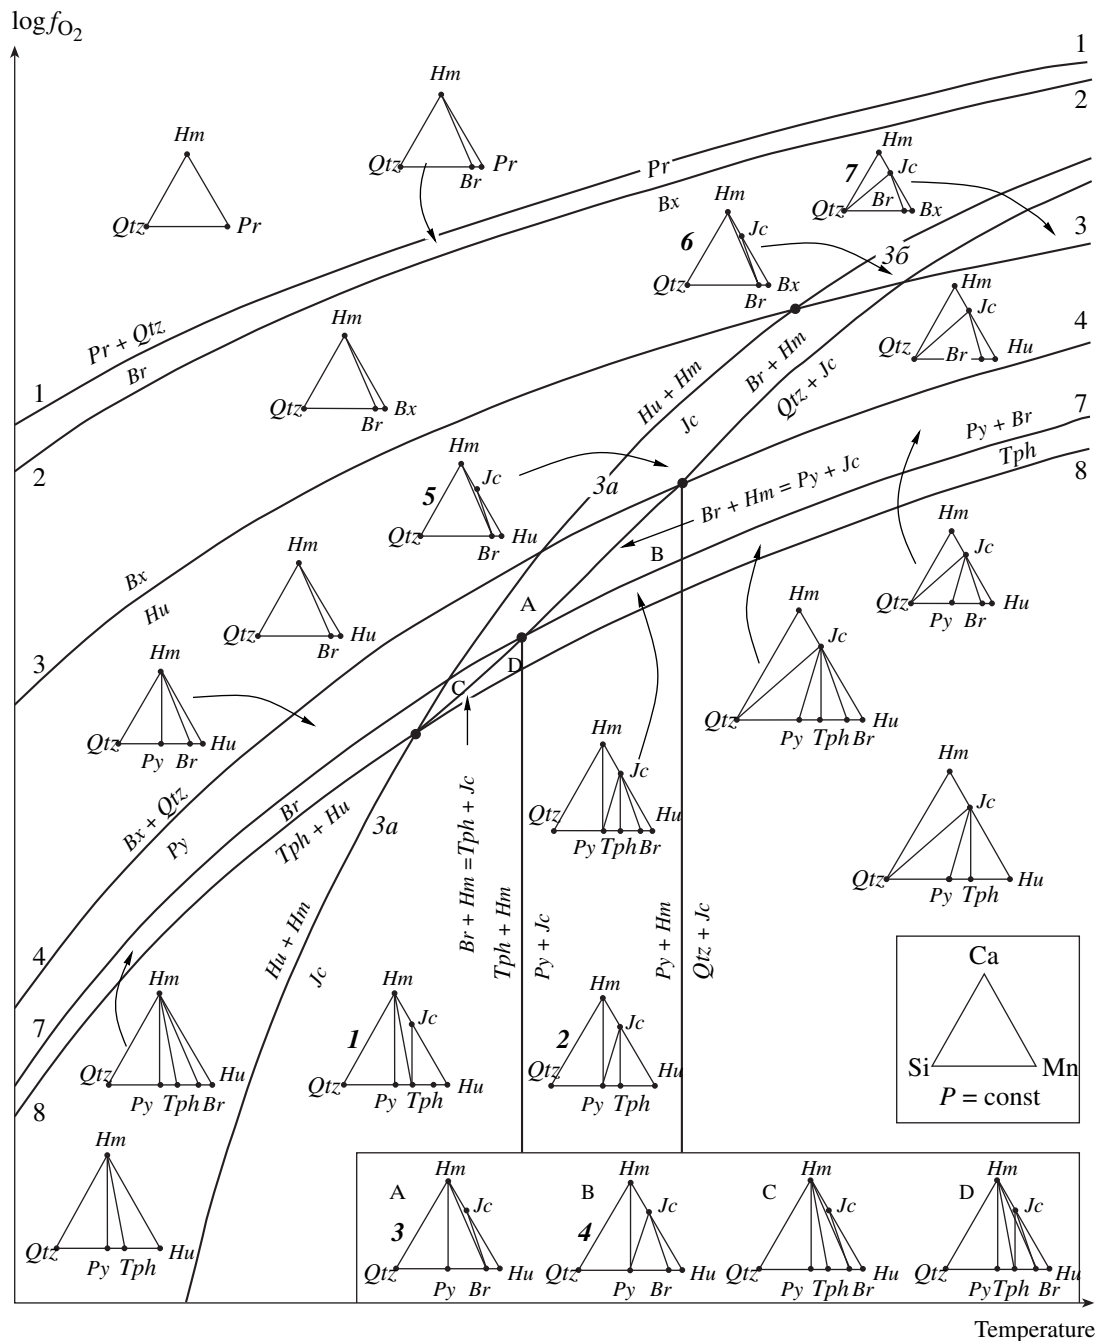 log fO2
1
2
Hm
Qtz Br Pr
Hm
Qtz Pr
Pr
Bx
Hm
7 Jc
Qtz Br Bx
Hm
6 Jc
Qtz Br Bx
3
3б
Hm
Jc
Qtz Br Hu
4
Pr + Qtz
Br
1
2
Hm
Qtz Br Bx
Hu + Hm
Jc
Br + Hm
Qtz + Jc
7
Py + Br
Tph
8
Hm
5 Jc
Qtz Br Hu
3a
Br + Hm = Py + Jc
B
Hm
Jc
Qtz Py Br Hu
Bx
Hu
3
Hm
Qtz Br Hu
A
D
C
Hm
Jc
Qtz Py Tph Br Hu
Hm
Qtz Py Br Hu
Hm
Jc
Qtz Py Tph Br Hu
Hm
Jc
Qtz Py Tph Hu
Bx + Qtz
Py
Br
Tph + Hu
3a
4
7
8
Hu + Hm
Jc
Br + Hm = Tph + Jc
Tph + Hm
Py + Jc
Py + Hm
Qtz + Jc
Hm
Qtz Py Tph Br Hu
Hm
1 Jc
Qtz Py Tph Hu
Hm
2 Jc
Qtz Py Tph Hu
Ca
Si Mn
P = const
Hm
Qtz Py Tph Hu
A Hm
3 Jc
Qtz Py Br Hu
B Hm
4 Jc
Qtz Py Br Hu
C Hm
Jc
Qtz Py Tph Br Hu
D Hm
Jc
Qtz Py Tph Br Hu
Temperature